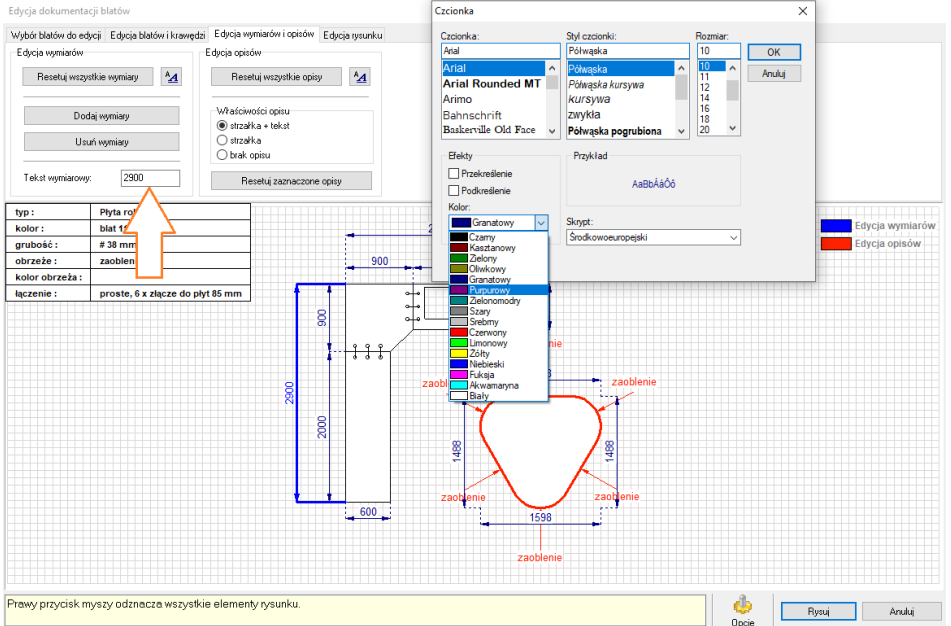 Edycja dokumentacji blatów
Wybór blatów do edycji
Edycja blatów i krawędzi
Edycja wymiarów i opisów
Edycja rysunku
Edycja wymiarów
Resetuj wszystkie wymiary
A
Dodaj wymiary
Usuń wymiary
Tekst wymiarowy:
2900
Edycja opisów
Resetuj wszystkie opisy
A
Właściwości opisu
strzałka + tekst
strzałka
brak opisu
Resetuj zaznaczone opisy
Czcionka
Czcionka:
Arial
Arial
Arial Rounded MT
Arimo
Bahnschrift
Baskerville Old Face
Styl czcionki:
Półwąska
Półwąska
Półwąska kursywa
kursywa
zwykła
Półwąska pogrubiona
Rozmiar:
10
10
11
12
14
16
18
20
OK
Anuluj
Efekty
Przekreślenie
Podkreślenie
Kolor:
Granatowy
Czarny
Kasztanowy
Zielony
Oliwkowy
Granatowy
Purpurowy
Zielonomodry
Szary
Srebrny
Czerwony
Limonowy
Żółty
Niebieski
Fuksja
Akwamaryna
Biały
Przykład
AaBbÁáÔô
Skrypt:
Środkowoeuropejski
typ : Płyta
kolor : blat
grubość : # 38 mm
obrzeże :
kolor obrzeża :
łączenie : proste, 6 x złącze do płyt 85 mm
Edycja wymiarów
Edycja opisów
900
900
2900
2000
600
zaoblenie
1488
1488
zaoblenie
zaoblenie
1598
zaoblenie
Prawy przycisk myszy odznacza wszystkie elementy rysunku.
Opcje
Rysuj
Anuluj